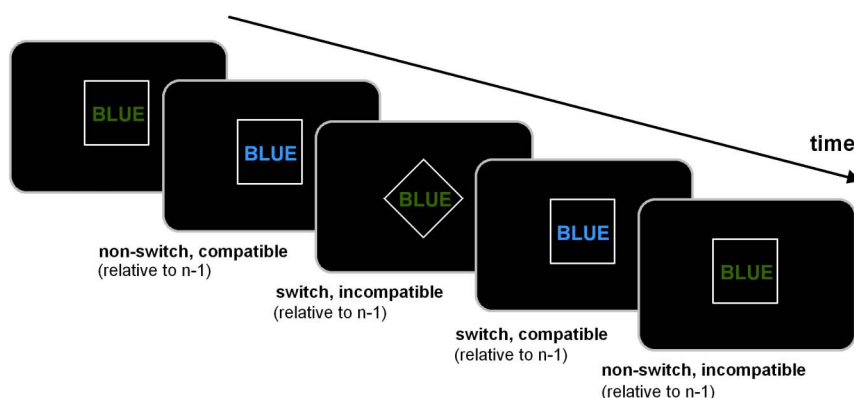 time
BLUE
BLUE
BLUE
BLUE
BLUE
non-switch, compatible
(relative to n-1)
switch, incompatible
(relative to n-1)
switch, compatible
(relative to n-1)
non-switch, incompatible
(relative to n-1)